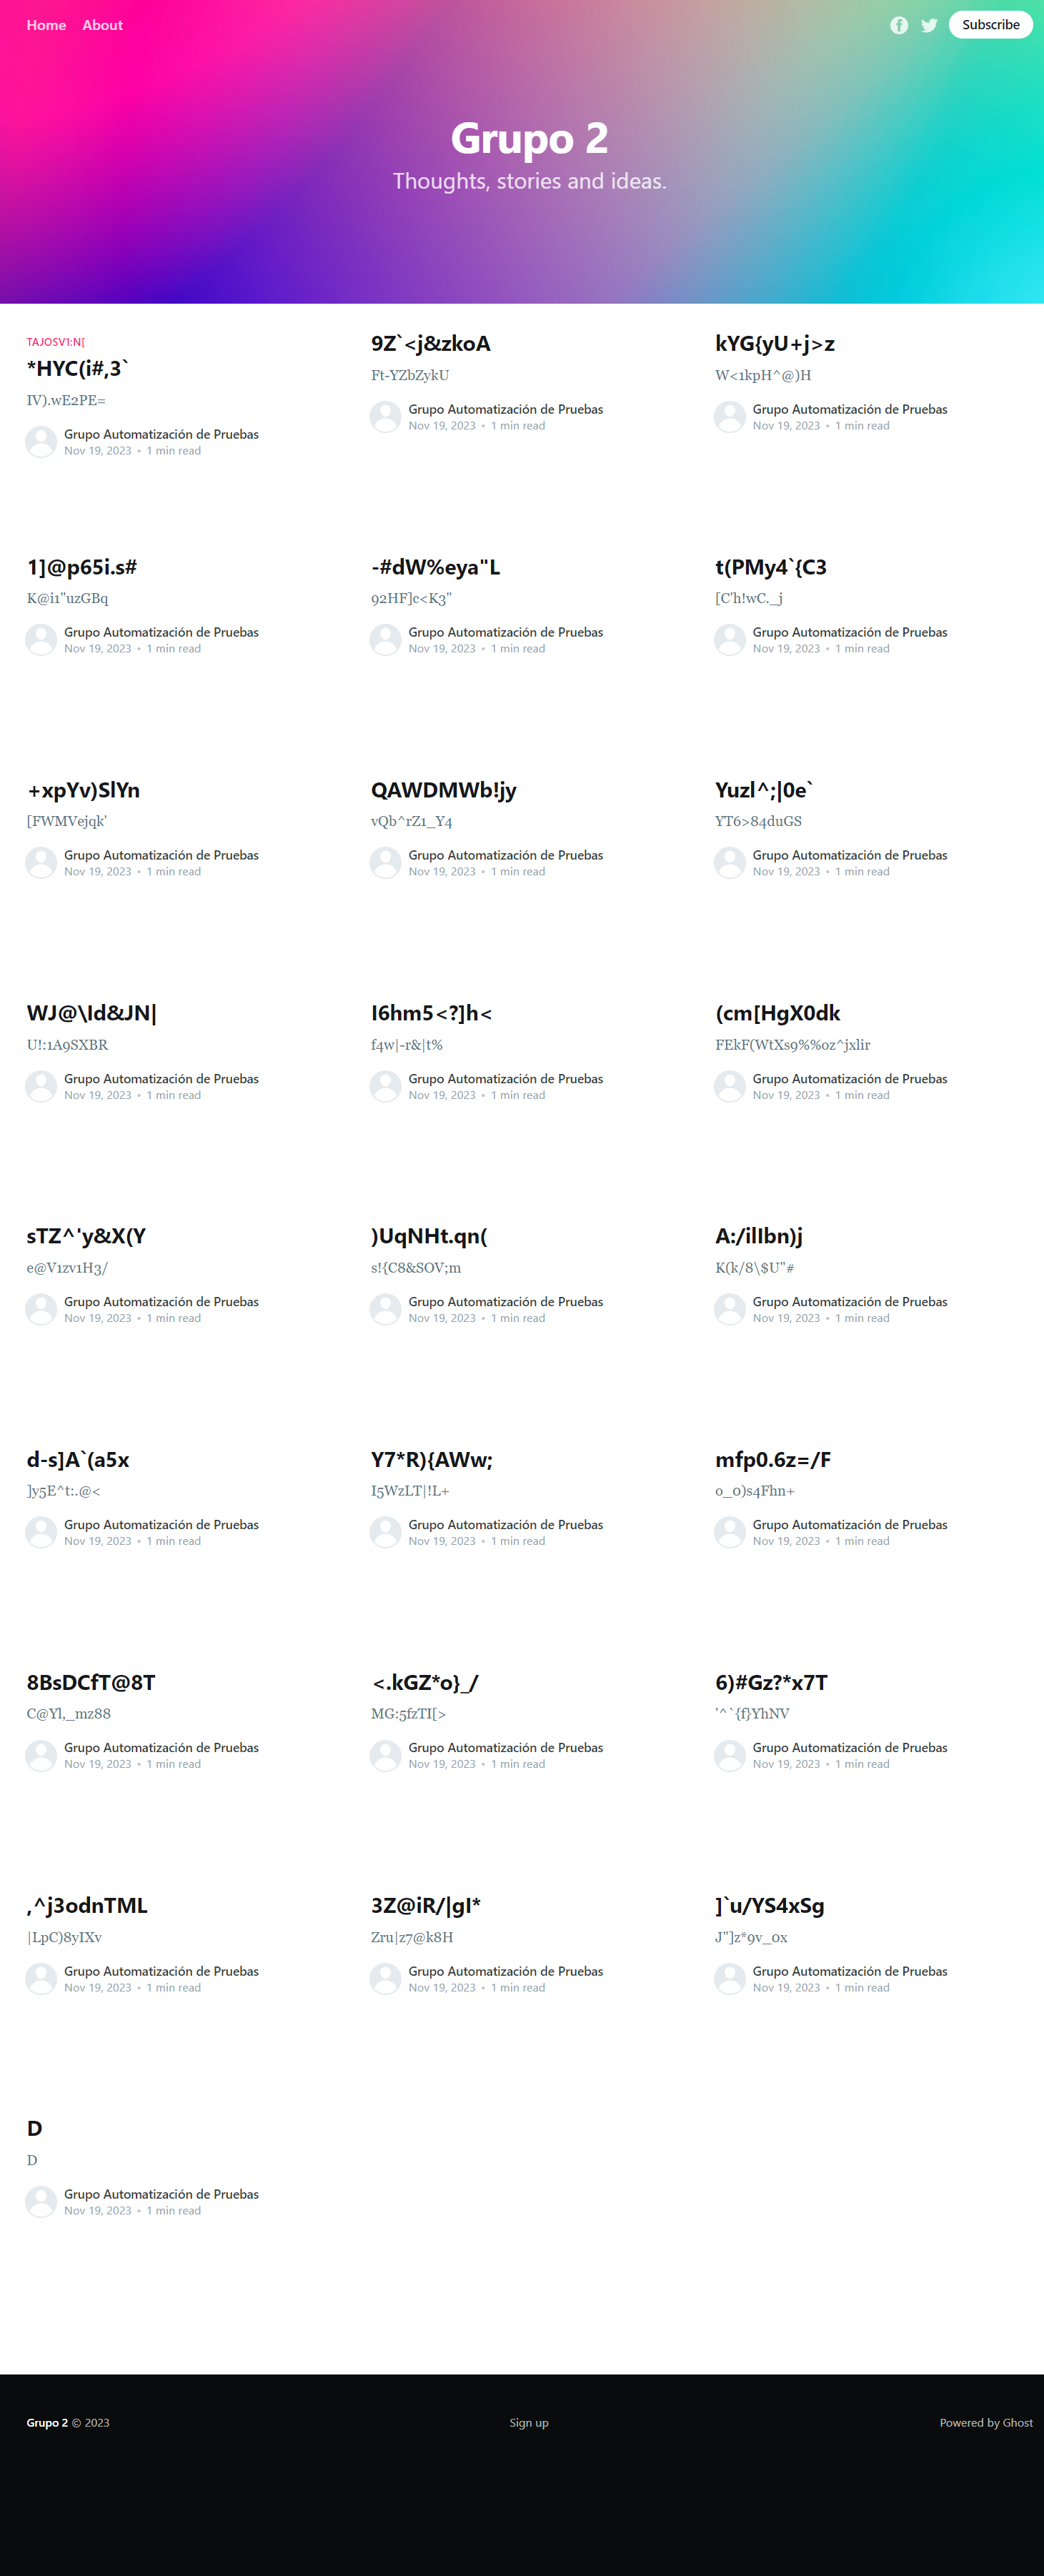 Home About Subscribe
Grupo 2
Thoughts, stories and ideas.
TAJOSV1:N[
*HYC(i#,3`
IV).wE2PE=
Grupo Automatización de Pruebas
Nov 19, 2023 • 1 min read
9Z`<j&zkoA
Ft-YZbZykU
Grupo Automatización de Pruebas
Nov 19, 2023 • 1 min read
kYG{yU+j>z
W<1kpH^@)H
Grupo Automatización de Pruebas
Nov 19, 2023 • 1 min read
1]@p65i.s#
K@i1"uzGBq
Grupo Automatización de Pruebas
Nov 19, 2023 • 1 min read
-#dW%eya"L
92HF]c<K3"
Grupo Automatización de Pruebas
Nov 19, 2023 • 1 min read
t(PMy4`{C3
[C'h!wC._j
Grupo Automatización de Pruebas
Nov 19, 2023 • 1 min read
+xpYv)SlYn
[FWMVejqk'
Grupo Automatización de Pruebas
Nov 19, 2023 • 1 min read
QAWDMWb!jy
vQb^rZ1_Y4
Grupo Automatización de Pruebas
Nov 19, 2023 • 1 min read
Yuzl^;|0e`
YT6>84duGS
Grupo Automatización de Pruebas
Nov 19, 2023 • 1 min read
WJ@\Id&JN|
U!:1A9SXBR
Grupo Automatización de Pruebas
Nov 19, 2023 • 1 min read
I6hm5<?]h<
f4w|-r&|t%
Grupo Automatización de Pruebas
Nov 19, 2023 • 1 min read
(cm[HgX0dk
FEkF(WtXs9%%0z^jxlir
Grupo Automatización de Pruebas
Nov 19, 2023 • 1 min read
sTZ^'y&X(Y
e@V1zv1H3/
Grupo Automatización de Pruebas
Nov 19, 2023 • 1 min read
)UqNHt.qn(
s!{C8&SOV;m
Grupo Automatización de Pruebas
Nov 19, 2023 • 1 min read
A:/ilIbn)j
K(k/8\$U"#
Grupo Automatización de Pruebas
Nov 19, 2023 • 1 min read
d-s]A`(a5x
]y5E^t:.@<
Grupo Automatización de Pruebas
Nov 19, 2023 • 1 min read
Y7*R){AWw;
I5WzLT|!L+
Grupo Automatización de Pruebas
Nov 19, 2023 • 1 min read
mfp0.6z=/F
o_0)s4Fhn+
Grupo Automatización de Pruebas
Nov 19, 2023 • 1 min read
8BsDCfT@8T
C@Yl,_mz88
Grupo Automatización de Pruebas
Nov 19, 2023 • 1 min read
<.kGZ*o}_/
MG:5fzTI[>
Grupo Automatización de Pruebas
Nov 19, 2023 • 1 min read
6)#Gz?*x7T
'^`{f}YhNV
Grupo Automatización de Pruebas
Nov 19, 2023 • 1 min read
,^j3odnTML
|LpC)8yIXv
Grupo Automatización de Pruebas
Nov 19, 2023 • 1 min read
3Z@iR/|gI*
Zru|z7@k8H
Grupo Automatización de Pruebas
Nov 19, 2023 • 1 min read
]`u/YS4xSg
J"]z*9v_0x
Grupo Automatización de Pruebas
Nov 19, 2023 • 1 min read
D
D
Grupo Automatización de Pruebas
Nov 19, 2023 • 1 min read
Grupo 2 © 2023 Sign up Powered by Ghost